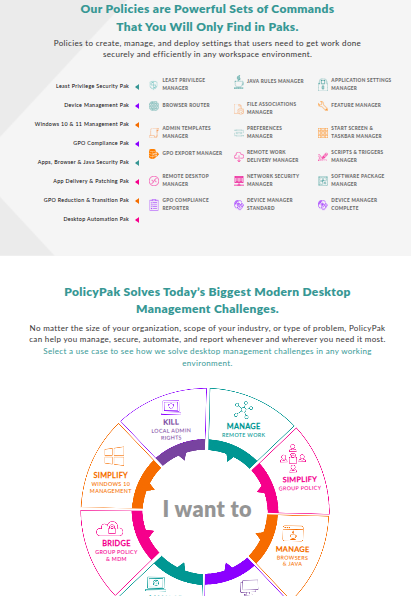 Our Policies are Powerful Sets of Commands
That You Will Only Find in Paks.
Policies to create, manage, and deploy settings that users need to get work done
securely and efficiently in any workspace environment.
Least Privilege Security Pak
Device Management Pak
Windows 10 & 11 Management Pak
GPO Compliance Pak
Apps, Browser & Java Security Pak
App Delivery & Patching Pak
GPO Reduction & Transition Pak
Desktop Automation Pak
LEAST PRIVILEGE
MANAGER
JAVA RULES MANAGER
APPLICATION SETTINGS
MANAGER
BROWSER ROUTER
FILE ASSOCIATIONS
MANAGER
FEATURE MANAGER
ADMIN TEMPLATES
MANAGER
PREFERENCES
MANAGER
START SCREEN &
TASKBAR MANAGER
GPO EXPORT MANAGER
REMOTE WORK
DELIVERY MANAGER
SCRIPTS & TRIGGERS
MANAGER
REMOTE DESKTOP
MANAGER
NETWORK SECURITY
MANAGER
SOFTWARE PACKAGE
MANAGER
GPO COMPLIANCE
REPORTER
DEVICE MANAGER
STANDARD
DEVICE MANAGER
COMPLETE
PolicyPak Solves Today's Biggest Modern Desktop
Management Challenges.
No matter the size of your organization, scope of your industry, or type of problem, PolicyPak
can help you manage, secure, automate, and report whenever and wherever you need it most.
Select a use case to see how we solve desktop management challenges in any working
environment.
KILL
LOCAL ADMIN
RIGHTS
MANAGE
REMOTE WORK
SIMPLIFY
WINDOWS 10
MANAGEMENT
SIMPLIFY
GROUP POLICY
I want to
BRIDGE
GROUP POLICY
& MDM
MANAGE
BROWSERS
& JAVA